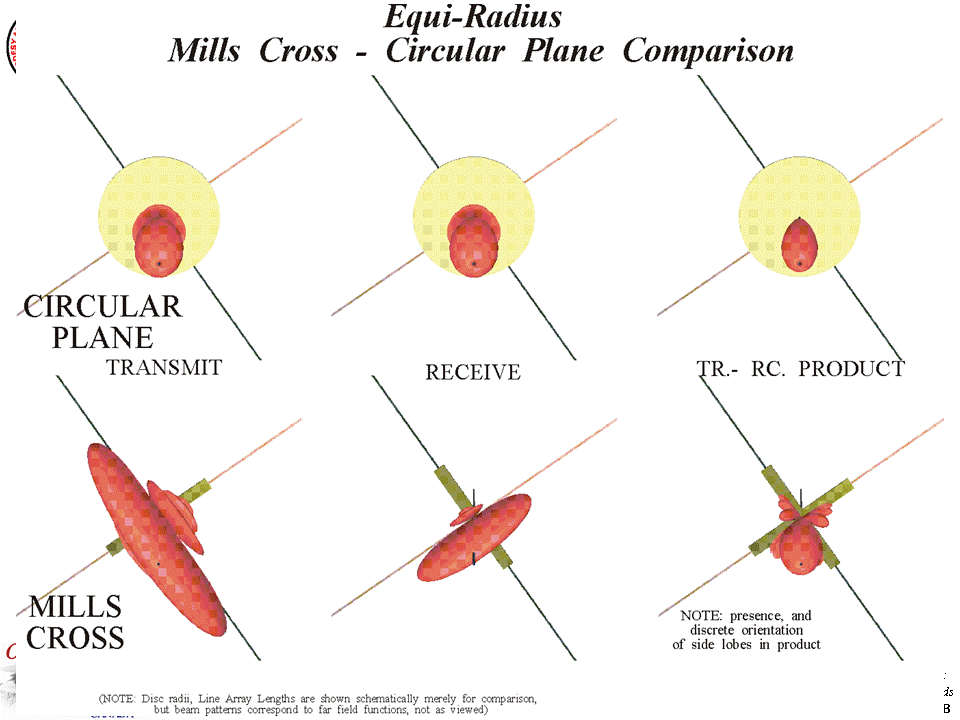 Equi-Radius
Mills Cross - Circular Plane Comparison
CIRCULAR
PLANE
TRANSMIT
RECEIVE
TR.- RC. PRODUCT
MILLS
CROSS
NOTE: presence, and
discrete orientation
of side lobes in product
(NOTE: Disc radii, Line Array Lengths are shown schematically merely for comparison,
but beam patterns correspond to far field functions, not as viewed)